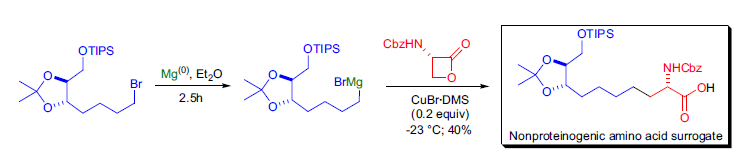 OTIPS
O
O
Br
Mg(0), Et2O
2.5h
OTIPS
O
O
BrMg
CbzHN
O
O
CuBr·DMS
(0.2 equiv)
-23 °C; 40%
OTIPS
O
O
NHCbz
OH
O
Nonproteinogenic amino acid surrogate